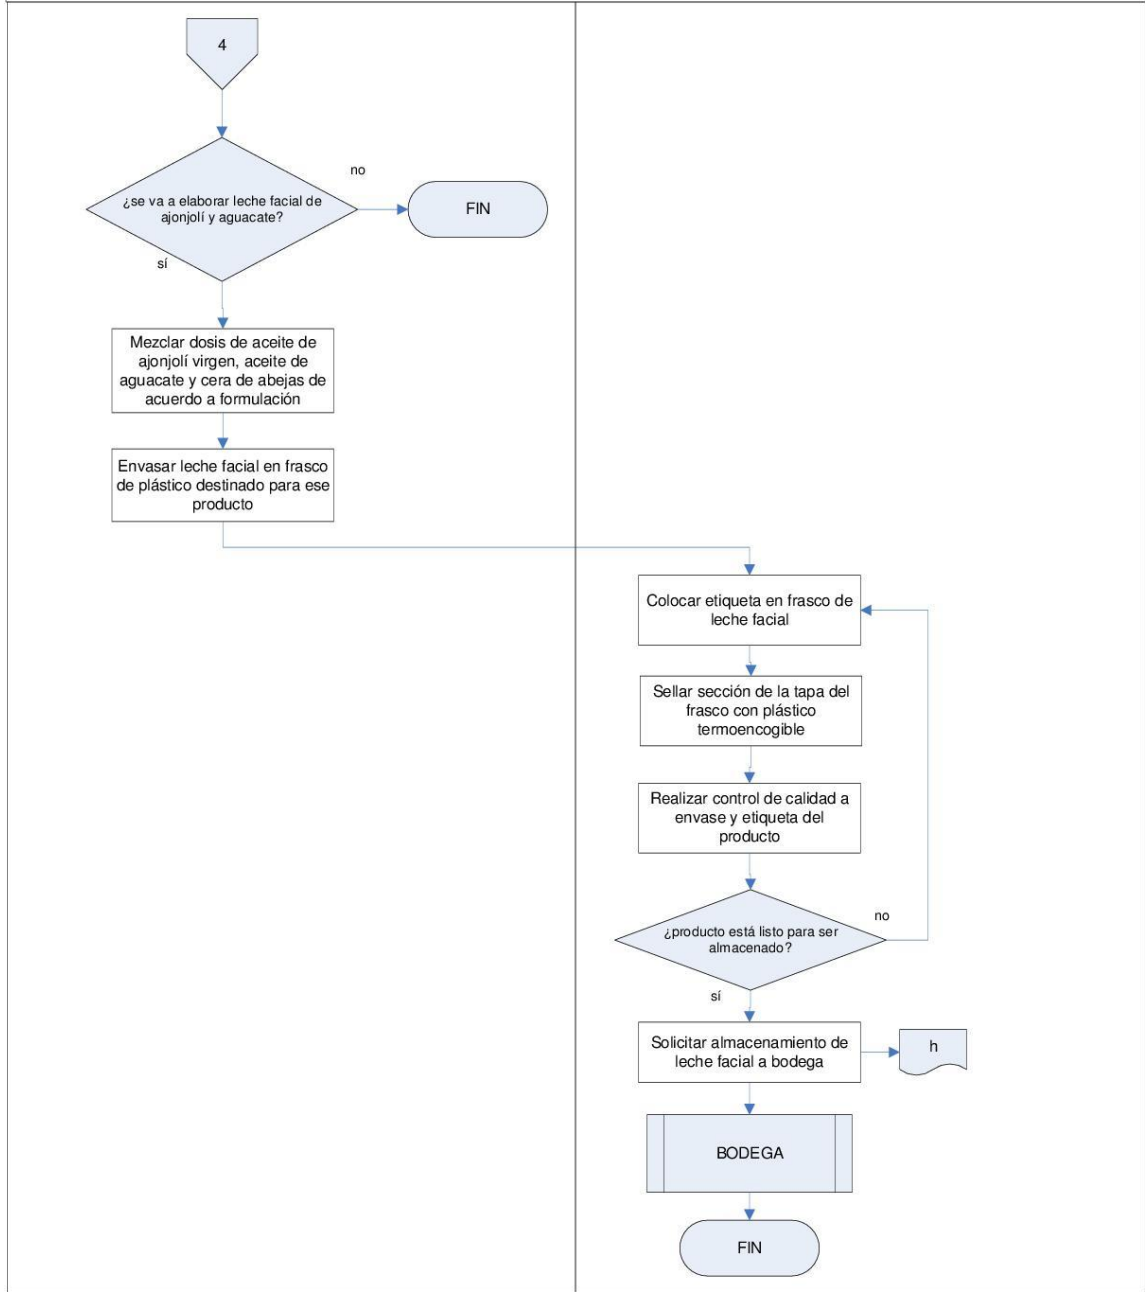 4
¿se va a elaborar leche facial de
ajonjolí y aguacate?
no
FIN
sí
Mezclar dosis de aceite de
ajonjolí virgen, aceite de
aguacate y cera de abejas de
acuerdo a formulación
Envasar leche facial en frasco
de plástico destinado para ese
producto
Colocar etiqueta en frasco de
leche facial
Sellar sección de la tapa del
frasco con plástico
termoencogible
Realizar control de calidad a
envase y etiqueta del
producto
¿producto está listo para ser
almacenado?
no
sí
Solicitar almacenamiento de
leche facial a bodega
h
BODEGA
FIN